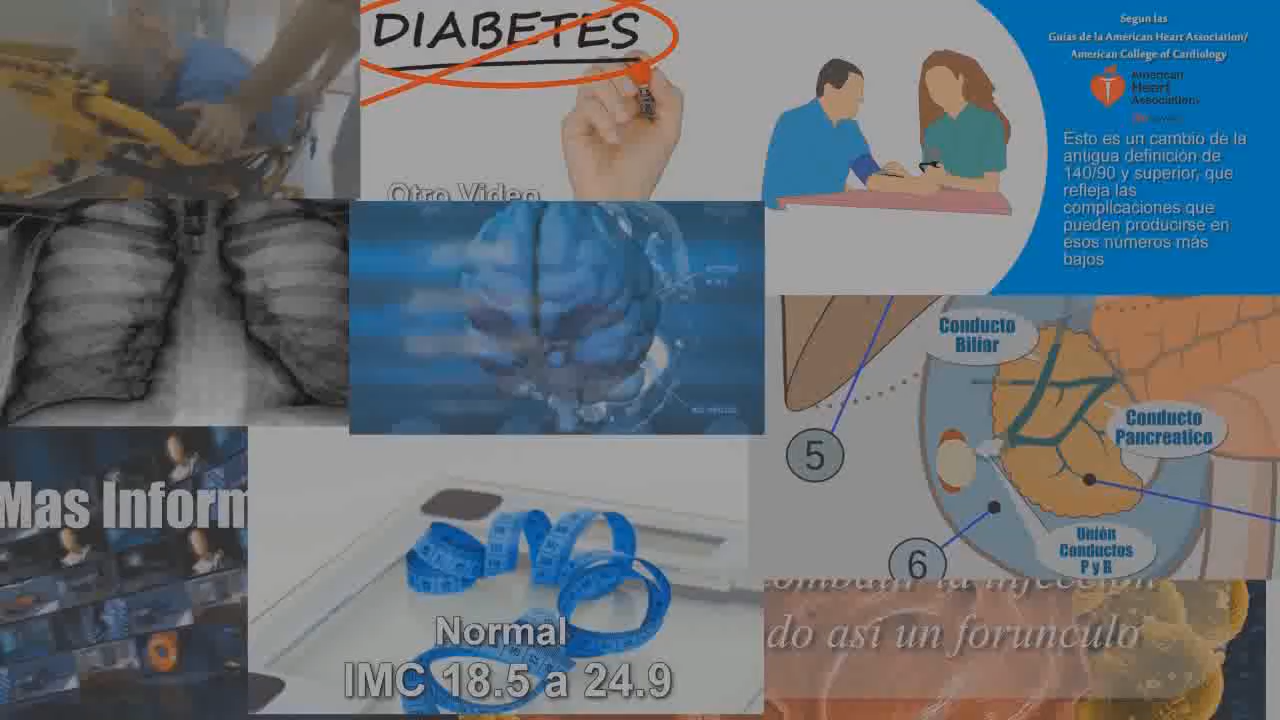 DIABETES
Otro Video
Segun las
Guías de la American Heart Association/
American College of Cardiology
American
Heart
Association®
Esto es un cambio de la
antigua definición de
140/90 y superior, que
refleja las
complicaciones que
pueden producirse en
esos números más
bajos
Conducto
Biliar
Conducto
Pancreatico
5
Unión
Conductos
P y R
6
Mas Inform
Normal
IMC 18.5 a 24.9
do así un forunculo